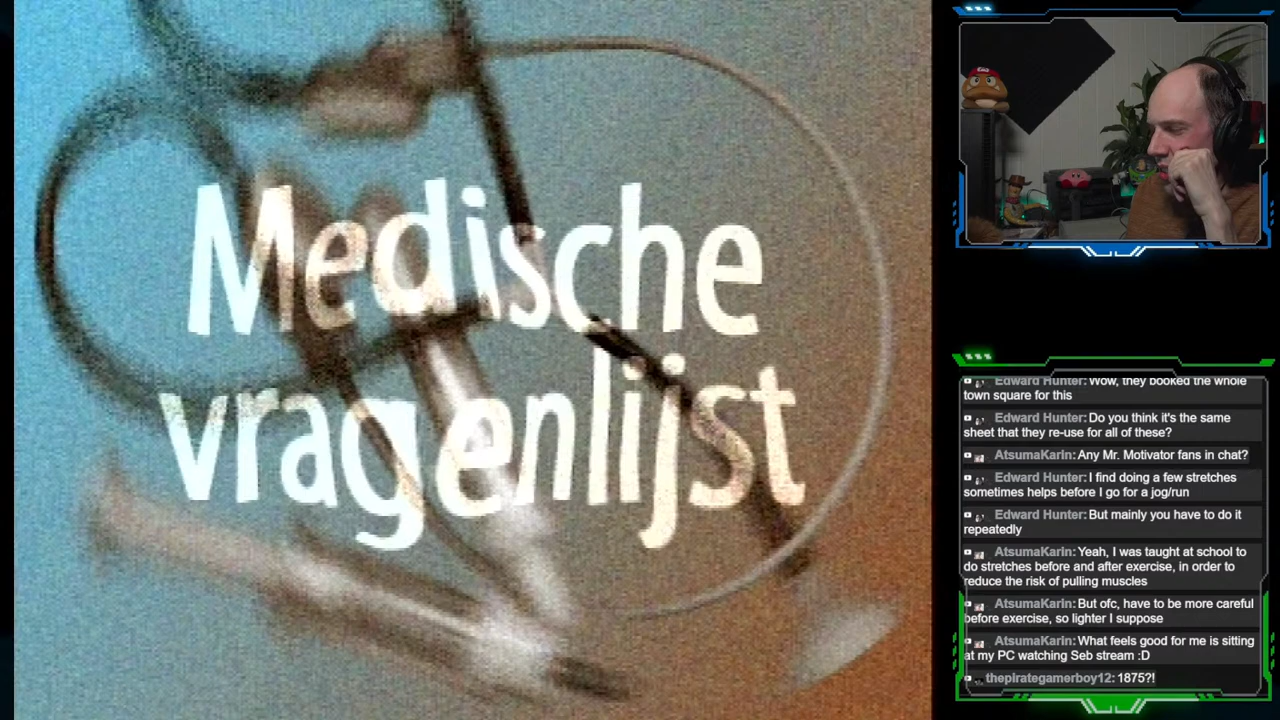 Medische
vragenlijst
Edward Hunter: Wow, they booked the whole
town square for this
Edward Hunter: Do you think it's the same
sheet that they re-use for all of these?
AtsumaKarin: Any Mr. Motivator fans in chat?
Edward Hunter: I find doing a few stretches
sometimes helps before I go for a jog/run
Edward Hunter: But mainly you have to do it
repeatedly
AtsumaKarin: Yeah, I was taught at school to
do stretches before and after exercise, in order to
reduce the risk of pulling muscles
AtsumaKarin: But ofc, have to be more careful
before exercise, so lighter I suppose
AtsumaKarin: What feels good for me is sitting
at my PC watching Seb stream :D
thepirategamerboy12: 1875?!